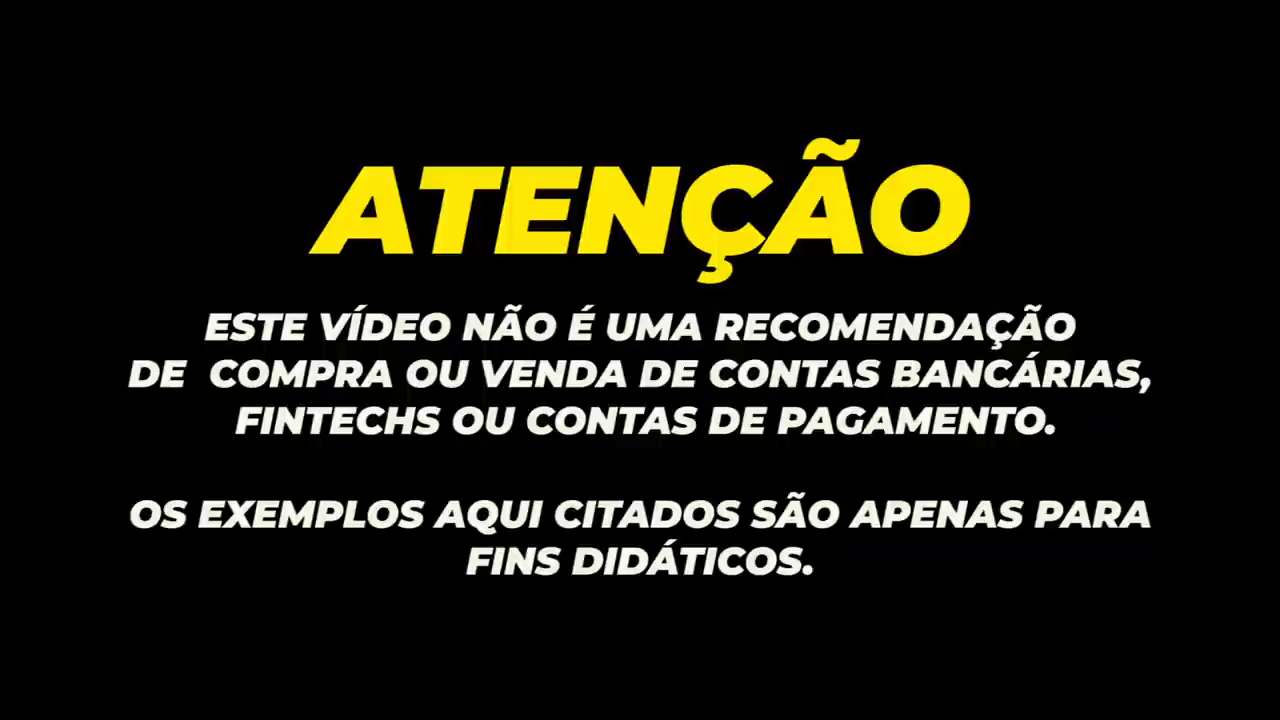 ATENÇÃO
ESTE VÍDEO NÃO É UMA RECOMENDAÇÃO
DE COMPRA OU VENDA DE CONTAS BANCÁRIAS,
FINTECHS OU CONTAS DE PAGAMENTO.
OS EXEMPLOS AQUI CITADOS SÃO APENAS PARA
FINS DIDÁTICOS.